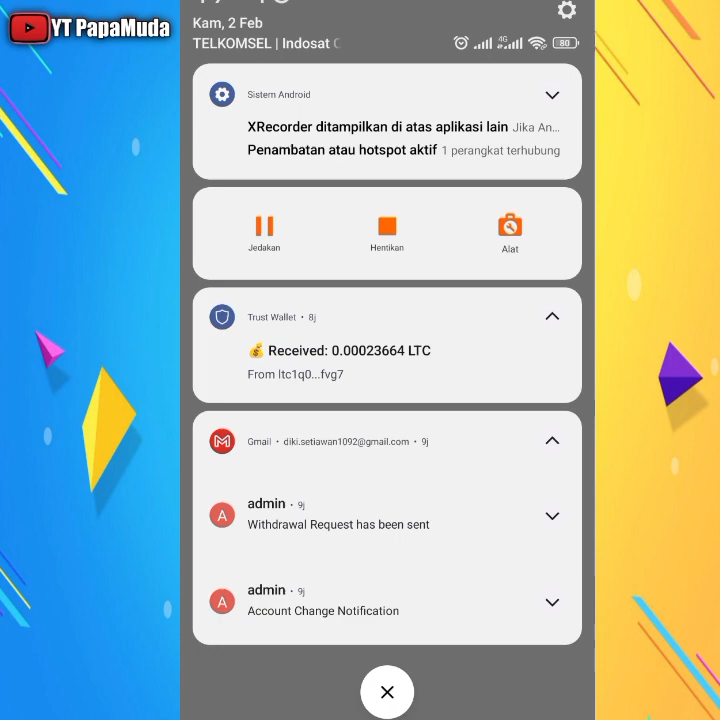 YT PapaMuda
Kam, 2 Feb
TELKOMSEL | Indosat
4G
80
Sistem Android
XRecorder ditampilkan di atas aplikasi lain Jika An...
Penambatan atau hotspot aktif 1 perangkat terhubung
Jedakan
Hentikan
Alat
Trust Wallet • 8j
💰 Received: 0.00023664 LTC
From ltc1q0...fvg7
Gmail • diki.setiawan1092@gmail.com • 9j
A
admin • 9j
Withdrawal Request has been sent
A
admin • 9j
Account Change Notification